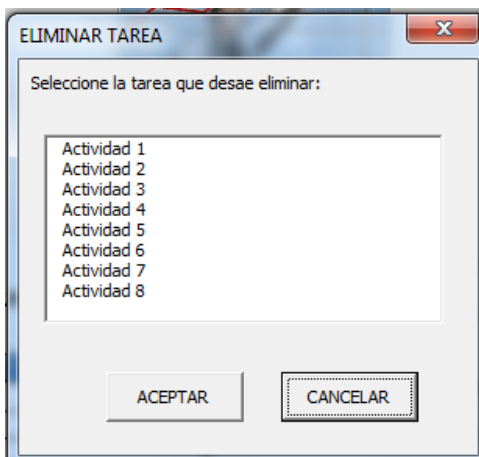 ELIMINAR TAREA
Seleccione la tarea que desae eliminar:
Actividad 1
Actividad 2
Actividad 3
Actividad 4
Actividad 5
Actividad 6
Actividad 7
Actividad 8
ACEPTAR
CANCELAR